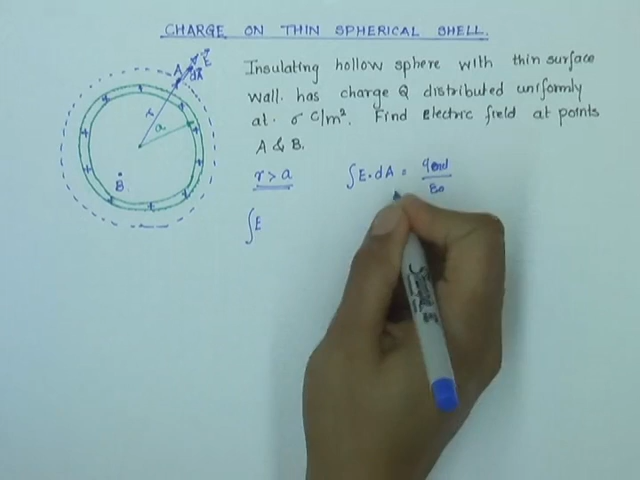 CHARGE ON THIN SPHERICAL SHELL.
A E
dA
r
a
B
Insulating hollow sphere with thin surface
wall. has charge Q distributed uniformly
at. σ C/m². Find Electric field at points
A & B.
r > a ∫E·dA = qend/ε₀
∫E